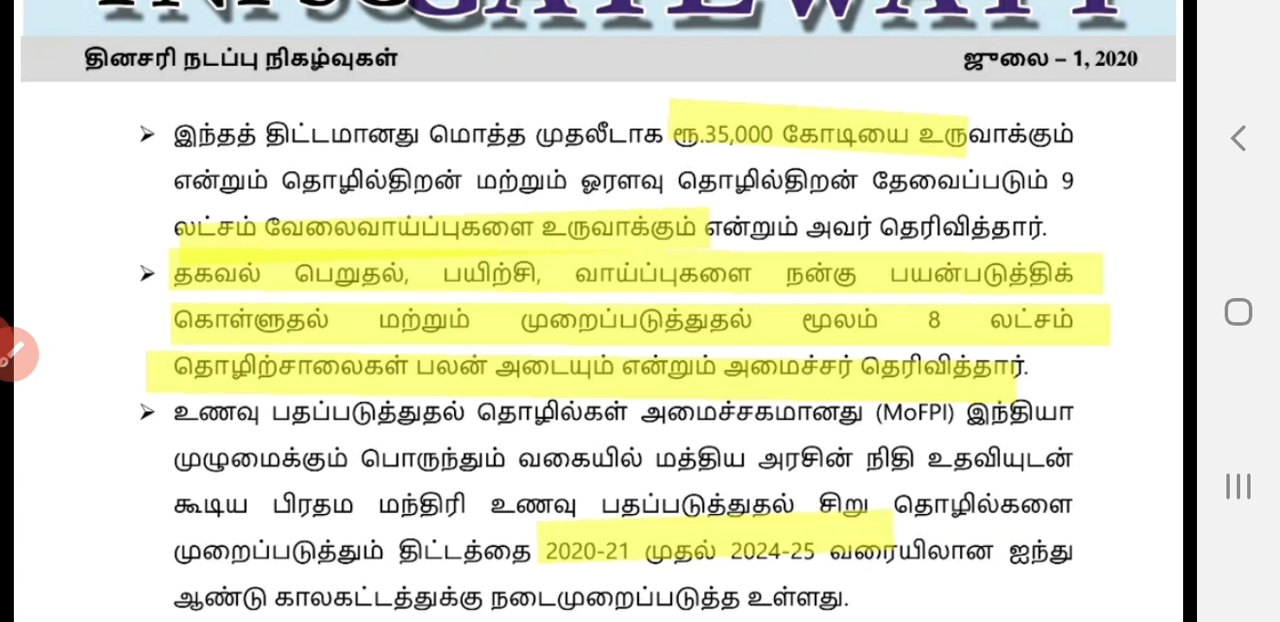 தினசரி நடப்பு நிகழ்வுகள் ஜுலை – 1, 2020
இந்தத் திட்டமானது மொத்த முதலீடாக ரூ.35,000 கோடியை உருவாக்கும்
என்றும் தொழில்திறன் மற்றும் ஓரளவு தொழில்திறன் தேவைப்படும் 9
லட்சம் வேலைவாய்ப்புகளை உருவாக்கும் என்றும் அவர் தெரிவித்தார்.
தகவல் பெறுதல், பயிற்சி, வாய்ப்புகளை நன்கு பயன்படுத்திக்
கொள்ளுதல் மற்றும் முறைப்படுத்துதல் மூலம் 8 லட்சம்
தொழிற்சாலைகள் பலன் அடையும் என்றும் அமைச்சர் தெரிவித்தார்.
உணவு பதப்படுத்துதல் தொழில்கள் அமைச்சகமானது (MoFPI) இந்தியா
முழுமைக்கும் பொருந்தும் வகையில் மத்திய அரசின் நிதி உதவியுடன்
கூடிய பிரதம மந்திரி உணவு பதப்படுத்துதல் சிறு தொழில்களை
முறைப்படுத்தும் திட்டத்தை 2020-21 முதல் 2024-25 வரையிலான ஐந்து
ஆண்டு காலகட்டத்துக்கு நடைமுறைப்படுத்த உள்ளது.